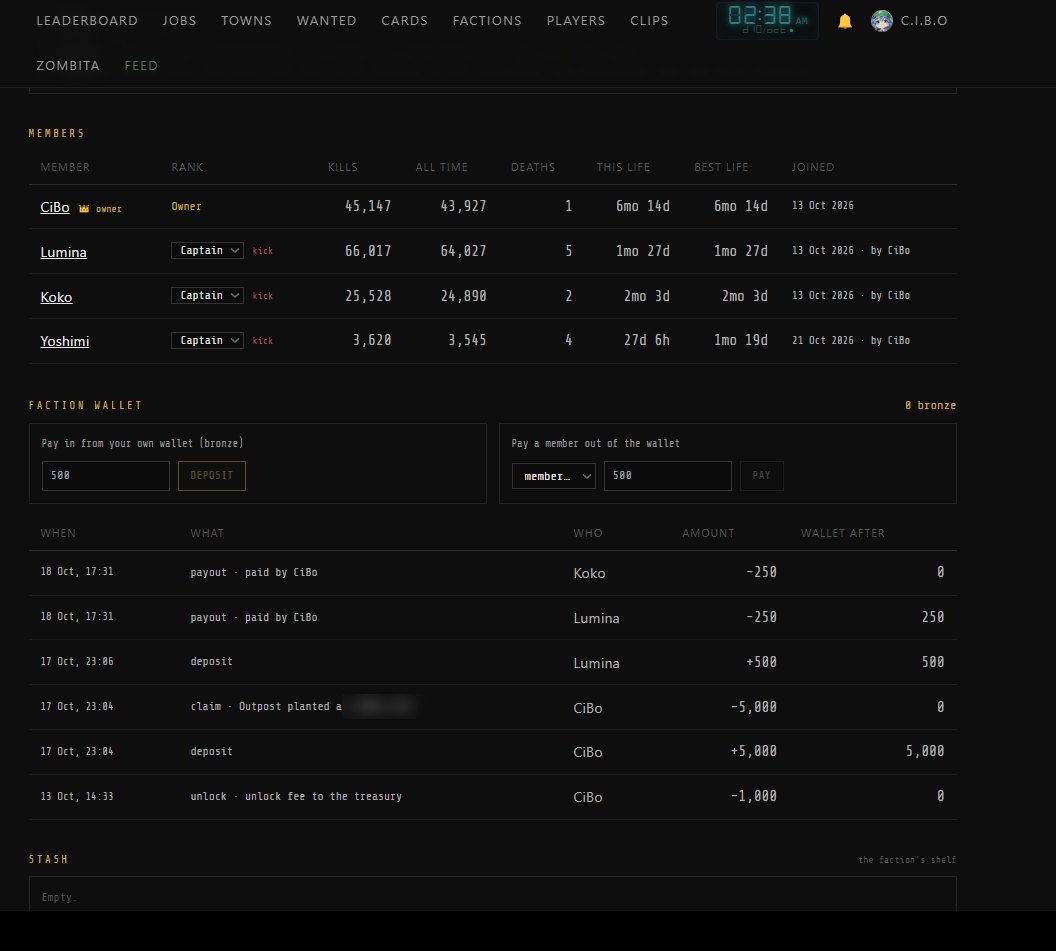 LEADERBOARD JOBS TOWNS WANTED CARDS FACTIONS PLAYERS CLIPS 02:38 AM C.I.B.O
ZOMBITA FEED
MEMBERS
MEMBER RANK KILLS ALL TIME DEATHS THIS LIFE BEST LIFE JOINED
CiBo owner Owner 45,147 43,927 1 6mo 14d 6mo 14d 13 Oct 2026
Lumina Captain kick 66,017 64,027 5 1mo 27d 1mo 27d 13 Oct 2026 · by CiBo
Koko Captain kick 25,528 24,890 2 2mo 3d 2mo 3d 13 Oct 2026 · by CiBo
Yoshimi Captain kick 3,620 3,545 4 27d 6h 1mo 19d 21 Oct 2026 · by CiBo
FACTION WALLET 0 bronze
Pay in from your own wallet (bronze) Pay a member out of the wallet
500 DEPOSIT member… 500 PAY
WHEN WHAT WHO AMOUNT WALLET AFTER
18 Oct, 17:31 payout · paid by CiBo Koko -250 0
18 Oct, 17:31 payout · paid by CiBo Lumina -250 250
17 Oct, 23:06 deposit Lumina +500 500
17 Oct, 23:04 claim · Outpost planted a CiBo -5,000 0
17 Oct, 23:04 deposit CiBo +5,000 5,000
13 Oct, 14:33 unlock · unlock fee to the treasury CiBo -1,000 0
STASH the faction's shelf
Empty.